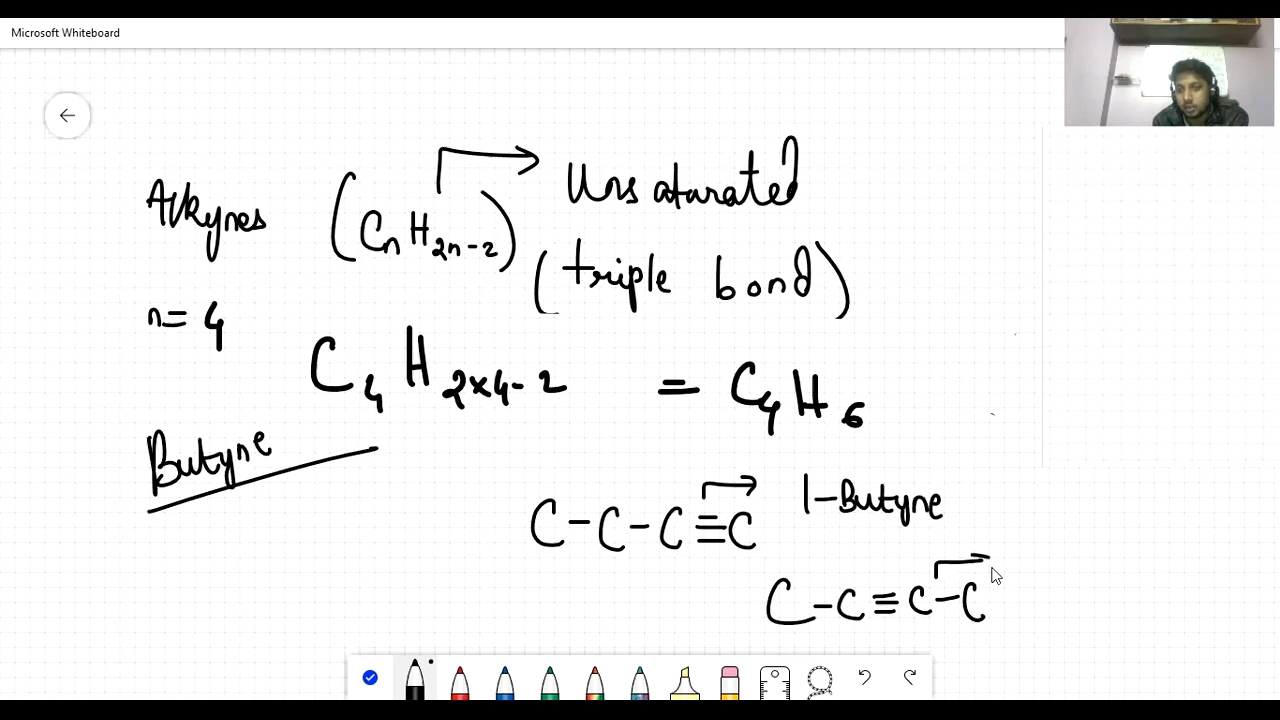 Microsoft Whiteboard
Alkynes (CnH2n-2) → Unsaturated
(triple bond)
n= 4
C4 H2x4-2 = C4H6
Butyne
C-C-C≡C 1-Butyne
C-C≡C-C